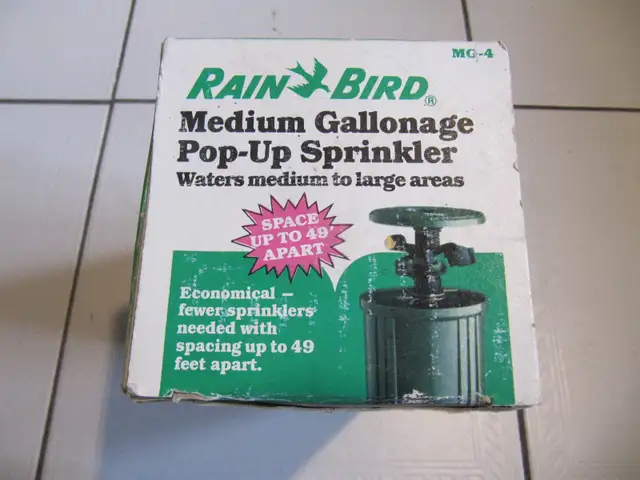 MG-4
RAIN BIRD®
Medium Gallonage
Pop-Up Sprinkler
Waters medium to large areas
SPACE
UP TO 49'
APART
Economical –
fewer sprinklers
needed with
spacing up to 49
feet apart.